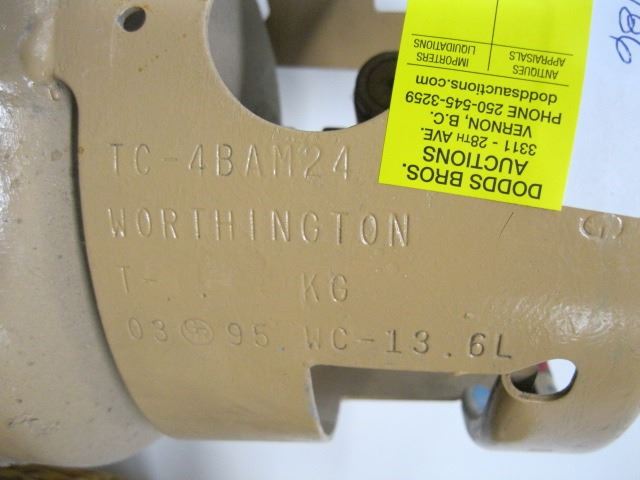 TC-4BAM24
WORTHINGTON
T- . KG
03 95 WC-13.6L
DODDS BROS.
AUCTIONS
3311 - 28TH AVE.
VERNON, B.C.
PHONE 250-545-3259
doddsauctions.com
ANTIQUES IMPORTERS
APPRAISALS LIQUIDATIONS